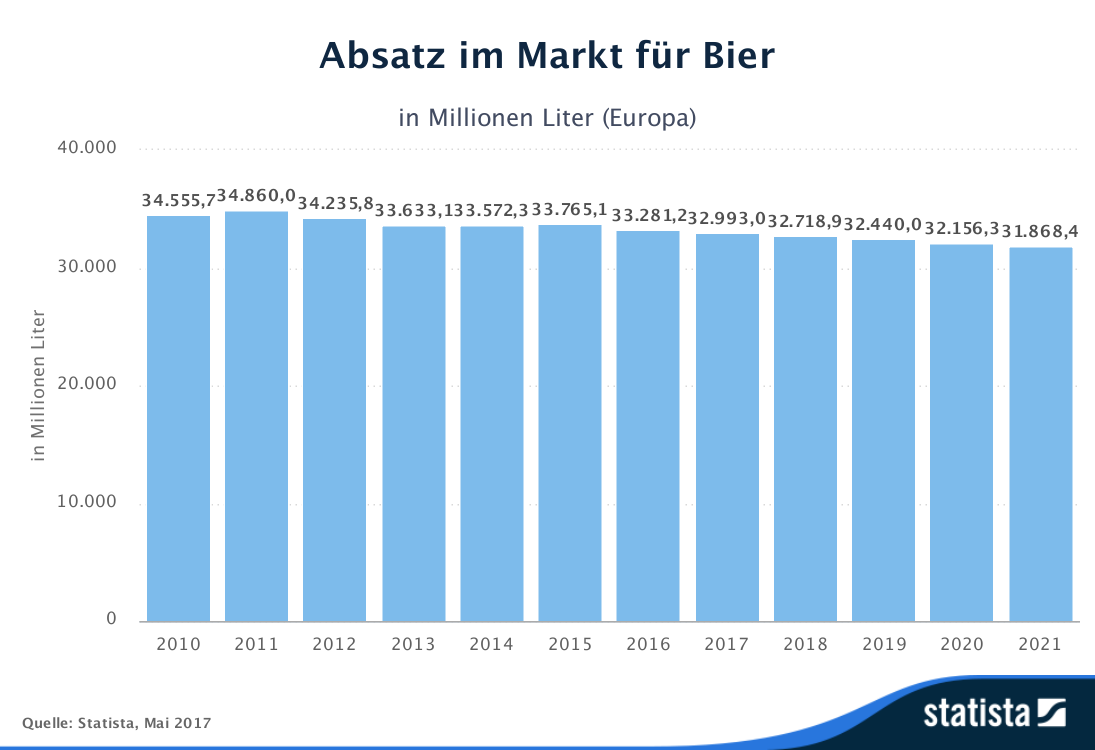 Absatz im Markt für Bier
in Millionen Liter (Europa)
40.000
30.000
20.000
10.000
0
in Millionen Liter
34.555,7 34.860,0 34.235,8 33.633,1 33.572,3 33.765,1 33.281,2 32.993,0 32.718,9 32.440,0 32.156,3 31.868,4
2010 2011 2012 2013 2014 2015 2016 2017 2018 2019 2020 2021
Quelle: Statista, Mai 2017
statista